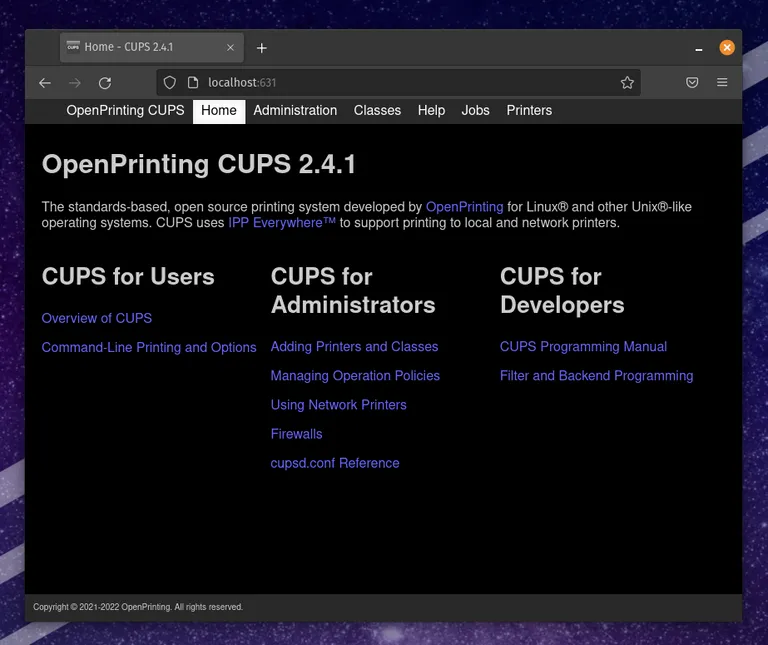 CUPS Home - CUPS 2.4.1
localhost:631
OpenPrinting CUPS Home Administration Classes Help Jobs Printers
OpenPrinting CUPS 2.4.1
The standards-based, open source printing system developed by OpenPrinting for Linux® and other Unix®-like
operating systems. CUPS uses IPP Everywhere™ to support printing to local and network printers.
CUPS for Users
Overview of CUPS
Command-Line Printing and Options
CUPS for
Administrators
Adding Printers and Classes
Managing Operation Policies
Using Network Printers
Firewalls
cupsd.conf Reference
CUPS for
Developers
CUPS Programming Manual
Filter and Backend Programming
Copyright © 2021-2022 OpenPrinting. All rights reserved.